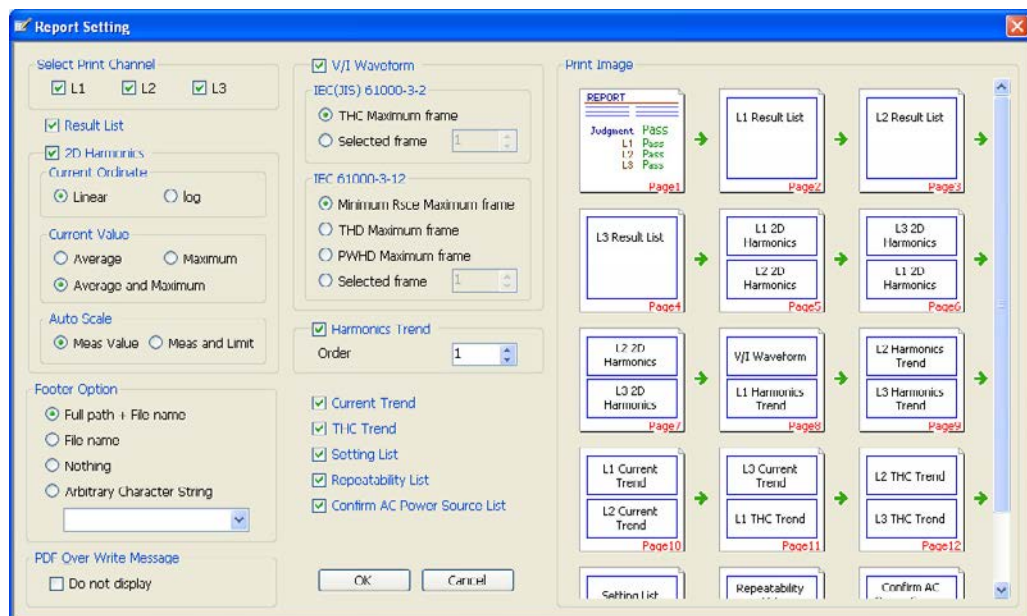 Report Setting
Select Print Channel
L1 L2 L3
Result List
2D Harmonics
Current Ordinate
Linear log
Current Value
Average Maximum
Average and Maximum
Auto Scale
Meas Value Meas and Limit
Footer Option
Full path + File name
File name
Nothing
Arbitrary Character String
PDF Over Write Message
Do not display
V/I Waveform
IEC(JIS) 61000-3-2
THC Maximum frame
Selected frame 1
IEC 61000-3-12
Minimum Rsce Maximum frame
THD Maximum frame
PWHD Maximum frame
Selected frame 1
Harmonics Trend
Order 1
Current Trend
THC Trend
Setting List
Repeatability List
Confirm AC Power Source List
OK Cancel
Print Image
REPORT
Judgment Pass
L1 Pass
L2 Pass
L3 Pass
Page1
L1 Result List
Page2
L2 Result List
Page3
L3 Result List
Page4
L1 2D
Harmonics
L2 2D
Harmonics
Page5
L3 2D
Harmonics
L1 2D
Harmonics
Page6
L2 2D
Harmonics
L3 2D
Harmonics
Page7
V/I Waveform
L1 Harmonics
Trend
Page8
L2 Harmonics
Trend
L3 Harmonics
Trend
Page9
L1 Current
Trend
L2 Current
Trend
Page10
L3 Current
Trend
L1 THC Trend
Page11
L2 THC Trend
L3 THC Trend
Page12
Setting List
Repeatability
Confirm AC